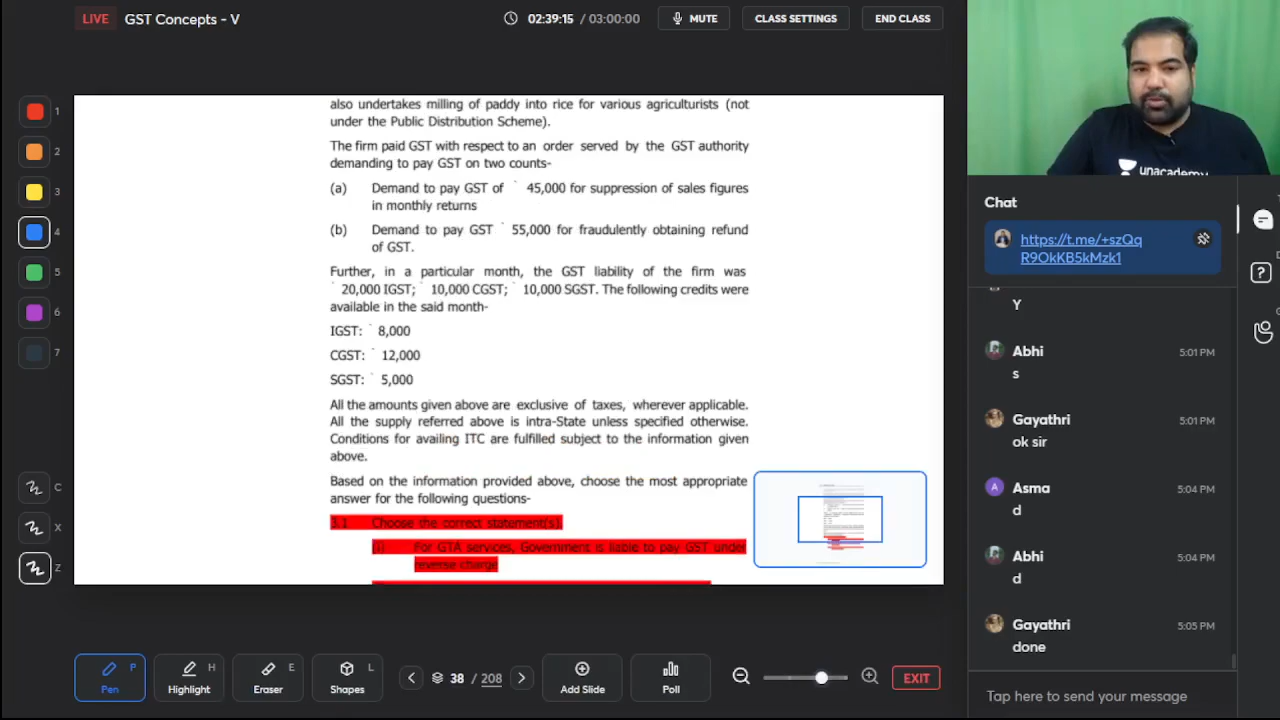 LIVE GST Concepts - V 02:39:15 / 03:00:00 MUTE CLASS SETTINGS END CLASS
unacademy
1
2
3
4
5
6
7
C
X
Z
also undertakes milling of paddy into rice for various agriculturists (not
under the Public Distribution Scheme).
The firm paid GST with respect to an order served by the GST authority
demanding to pay GST on two counts-
(a) Demand to pay GST of ` 45,000 for suppression of sales figures
in monthly returns
(b) Demand to pay GST ` 55,000 for fraudulently obtaining refund
of GST.
Further, in a particular month, the GST liability of the firm was
` 20,000 IGST; ` 10,000 CGST; ` 10,000 SGST. The following credits were
available in the said month-
IGST: ` 8,000
CGST: ` 12,000
SGST: ` 5,000
All the amounts given above are exclusive of taxes, wherever applicable.
All the supply referred above is intra-State unless specified otherwise.
Conditions for availing ITC are fulfilled subject to the information given
above.
Based on the information provided above, choose the most appropriate
answer for the following questions-
3.1 Choose the correct statement(s).
(i) For GTA services, Government is liable to pay GST under
reverse charge
Chat
https://t.me/+szQq
R9OkKB5kMzk1
Y
Abhi 5:01 PM
s
Gayathri 5:01 PM
ok sir
Asma 5:04 PM
d
Abhi 5:04 PM
d
Gayathri 5:05 PM
done
Tap here to send your message
P H E L
Pen Highlight Eraser Shapes 38 / 208 Add Slide Poll EXIT